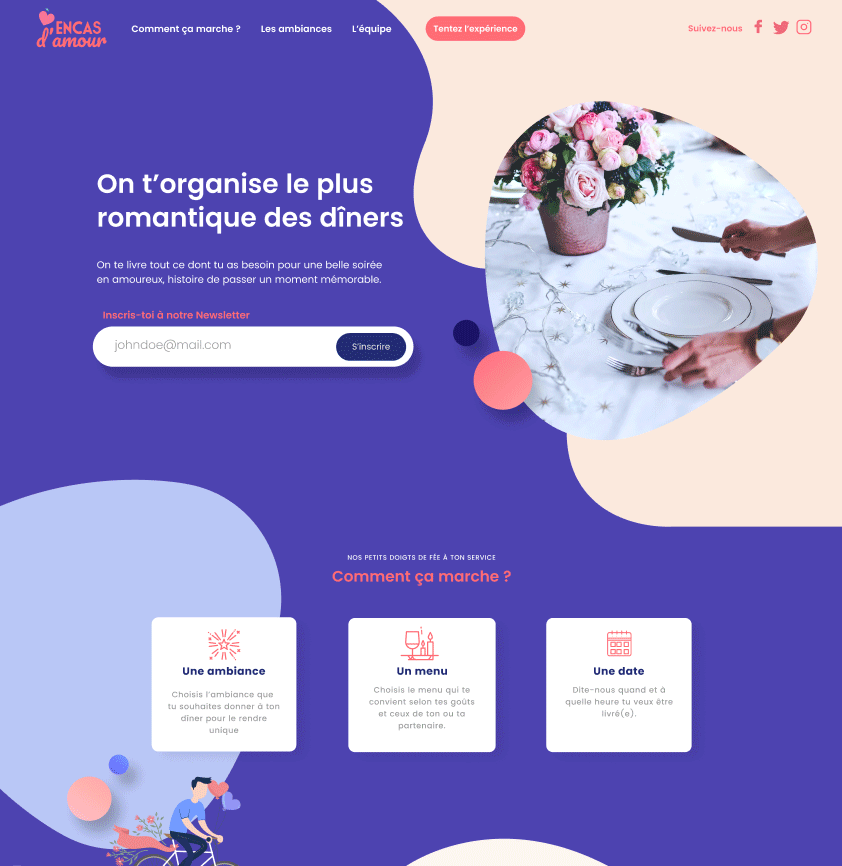 ENCAS
d'amour
Comment ça marche ?
Les ambiances
L'équipe
Tentez l'expérience
Suivez-nous
On t'organise le plus
romantique des dîners
On te livre tout ce dont tu as besoin pour une belle soirée
en amoureux, histoire de passer un moment mémorable.
Inscris-toi à notre Newsletter
johndoe@mail.com
S'inscrire
NOS PETITS DOIGTS DE FÉE À TON SERVICE
Comment ça marche ?
Une ambiance
Choisis l'ambiance que
tu souhaites donner à ton
dîner pour le rendre
unique
Un menu
Choisis le menu qui te
convient selon tes goûts
et ceux de ton ou ta
partenaire.
Une date
Dite-nous quand et à
quelle heure tu veux être
livré(e).